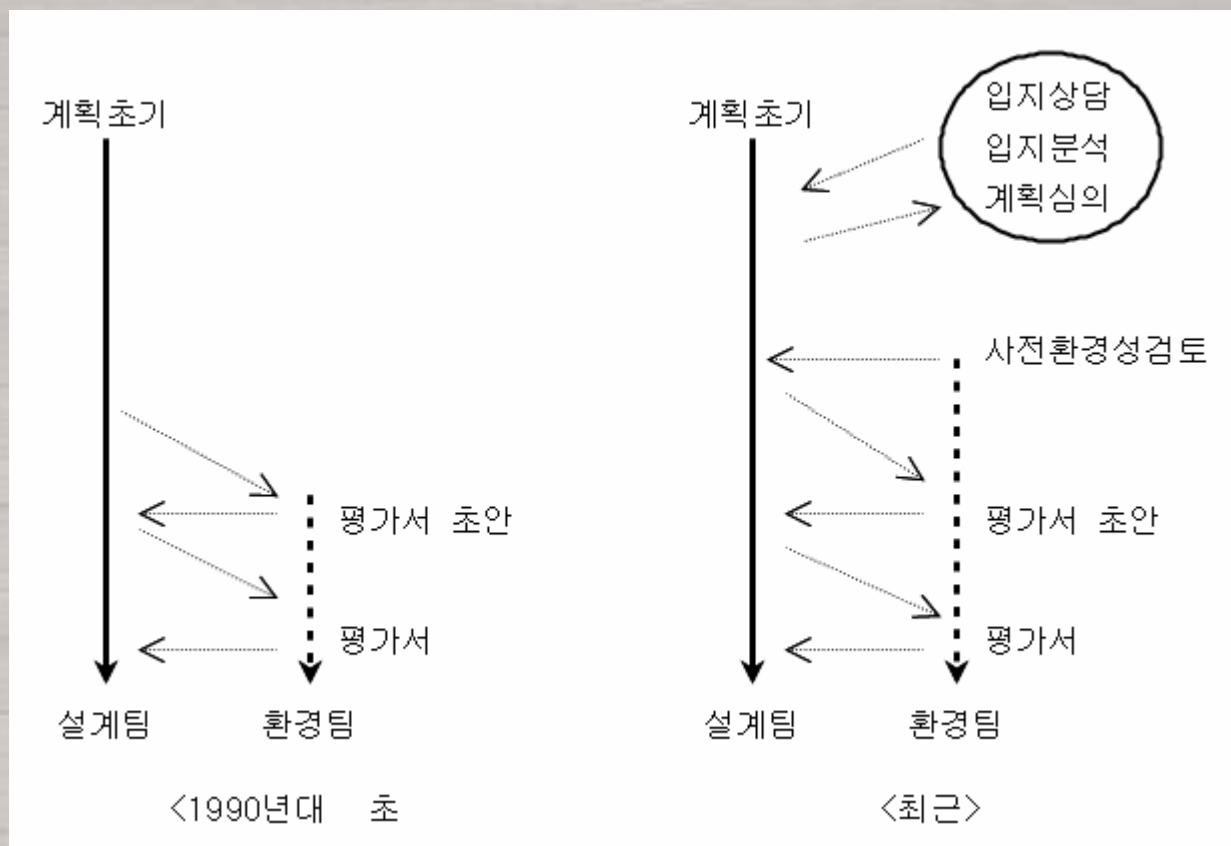 계획초기
평가서 초안
평가서
설계팀
환경팀
<1990년대 초
계획초기
입지상담
입지분석
계획심의
사전환경성검토
평가서 초안
평가서
설계팀
환경팀
<최근>